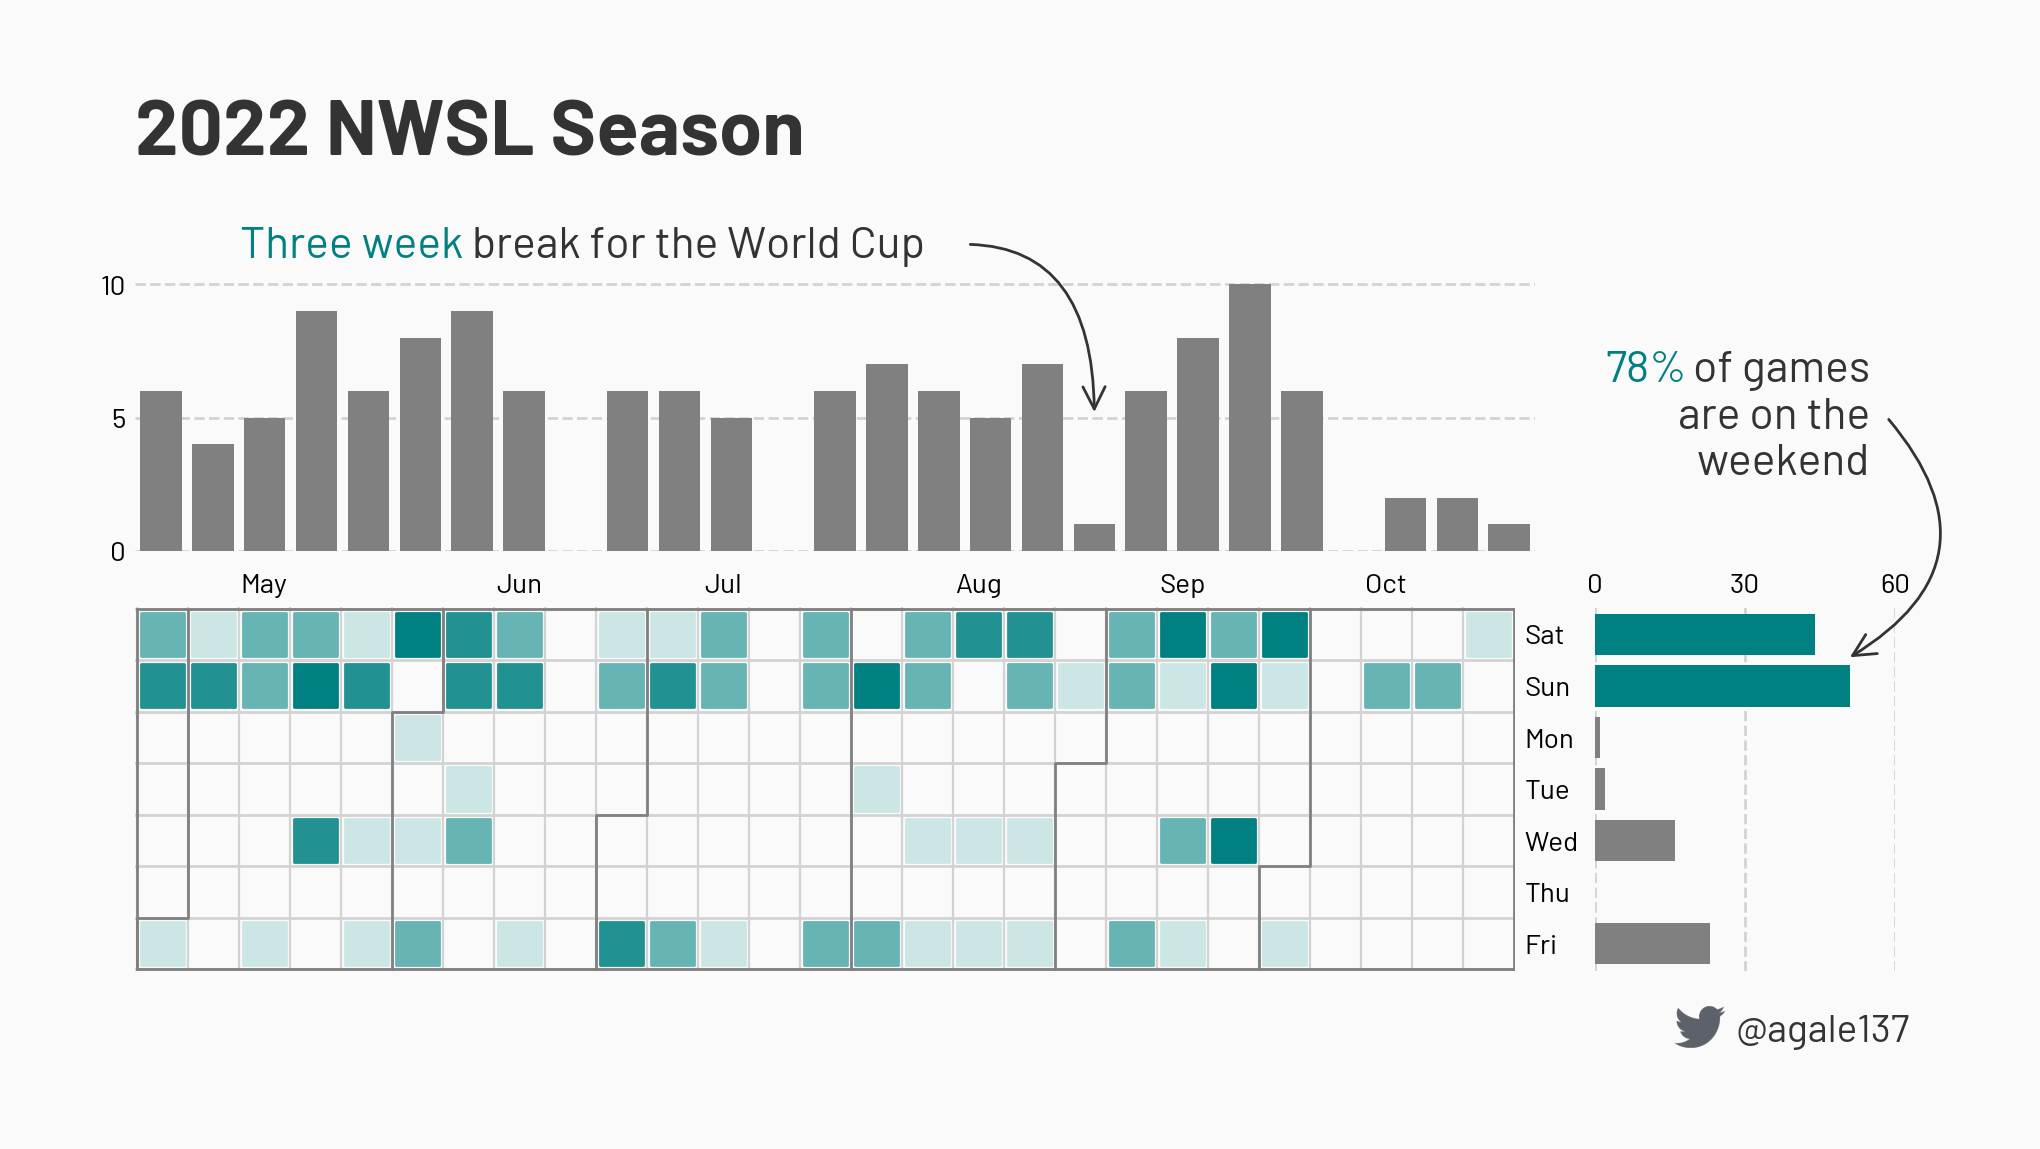 2022 NWSL Season
Three week break for the World Cup
10
5
0
78% of games
are on the
weekend
May Jun Jul Aug Sep Oct
0 30 60
Sat
Sun
Mon
Tue
Wed
Thu
Fri
@agale137